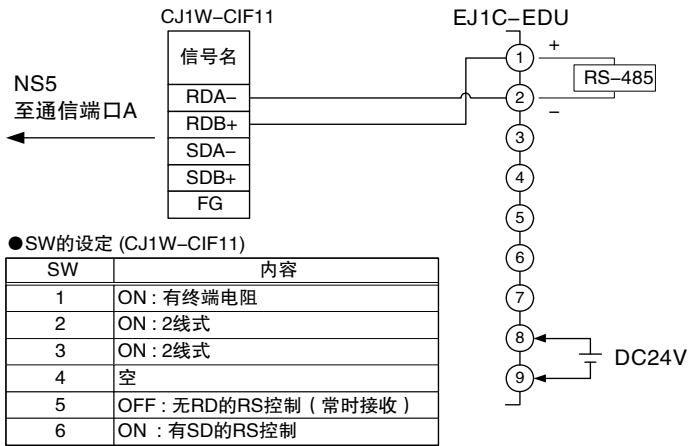 CJ1W–CIF11
EJ1C–EDU
信号名
RDA–
RDB+
SDA–
SDB+
FG
NS5
至通信端口A
1
2
3
4
5
6
7
8
9
+
–
RS–485
DC24V
●SW的设定 (CJ1W–CIF11)
SW 内容
1 ON : 有终端电阻
2 ON : 2线式
3 ON : 2线式
4 空
5 OFF : 无RD的RS控制（常时接收）
6 ON : 有SD的RS控制